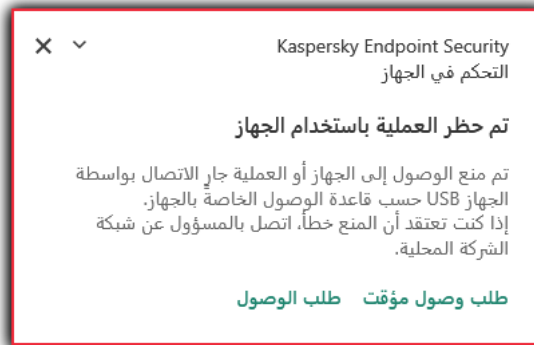 Kaspersky Endpoint Security
التحكم في الجهاز
تم حظر العملية باستخدام الجهاز
تم منع الوصول إلى الجهاز أو العملية جارٍ الاتصال بواسطة
الجهاز USB حسب قاعدة الوصول الخاصةً بالجهاز.
إذا كنت تعتقد أن المنع خطأ، اتصل بالمسؤول عن شبكة
الشركة المحلية.
طلب وصول مؤقت طلب الوصول